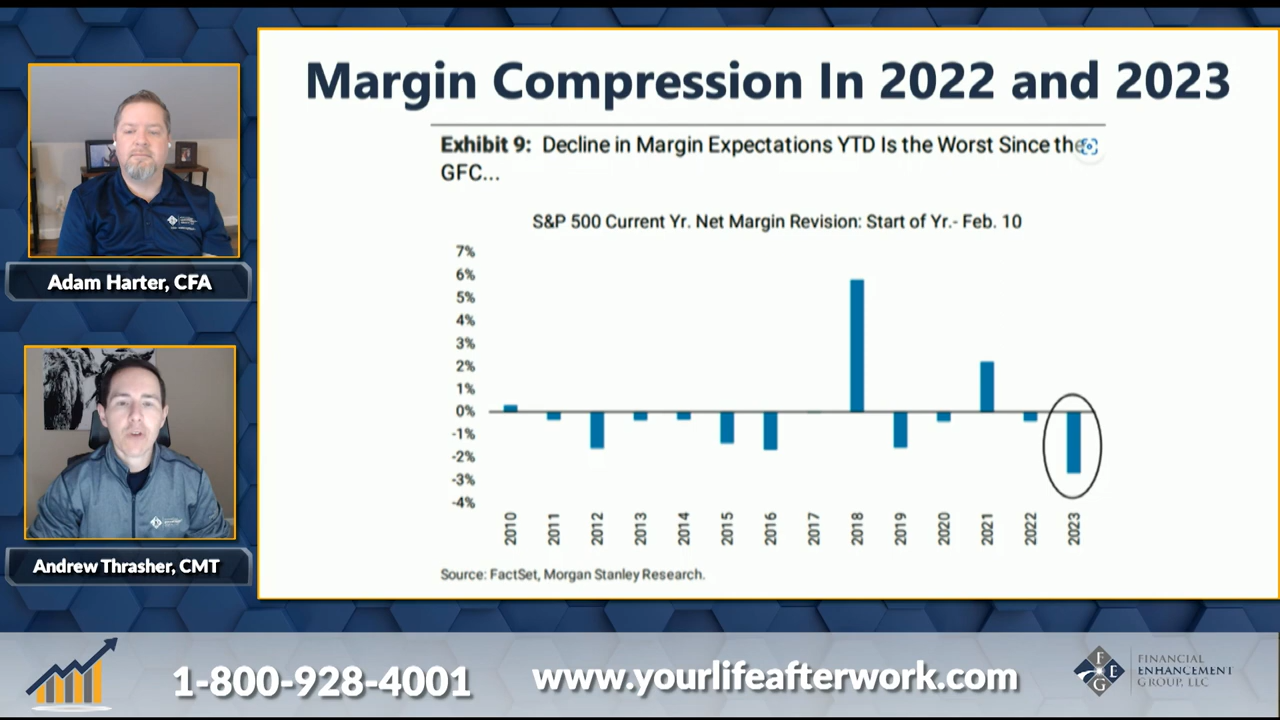 Margin Compression In 2022 and 2023
Adam Harter, CFA
Andrew Thrasher, CMT
Exhibit 9: Decline in Margin Expectations YTD Is the Worst Since the
GFC...
S&P 500 Current Yr. Net Margin Revision: Start of Yr.- Feb. 10
7%
6%
5%
4%
3%
2%
1%
0%
-1%
-2%
-3%
-4%
2010
2011
2012
2013
2014
2015
2016
2017
2018
2019
2020
2021
2022
2023
Source: FactSet, Morgan Stanley Research.
1-800-928-4001
www.yourlifeafterwork.com
F
E
G
FINANCIAL
ENHANCEMENT
GROUP, LLC